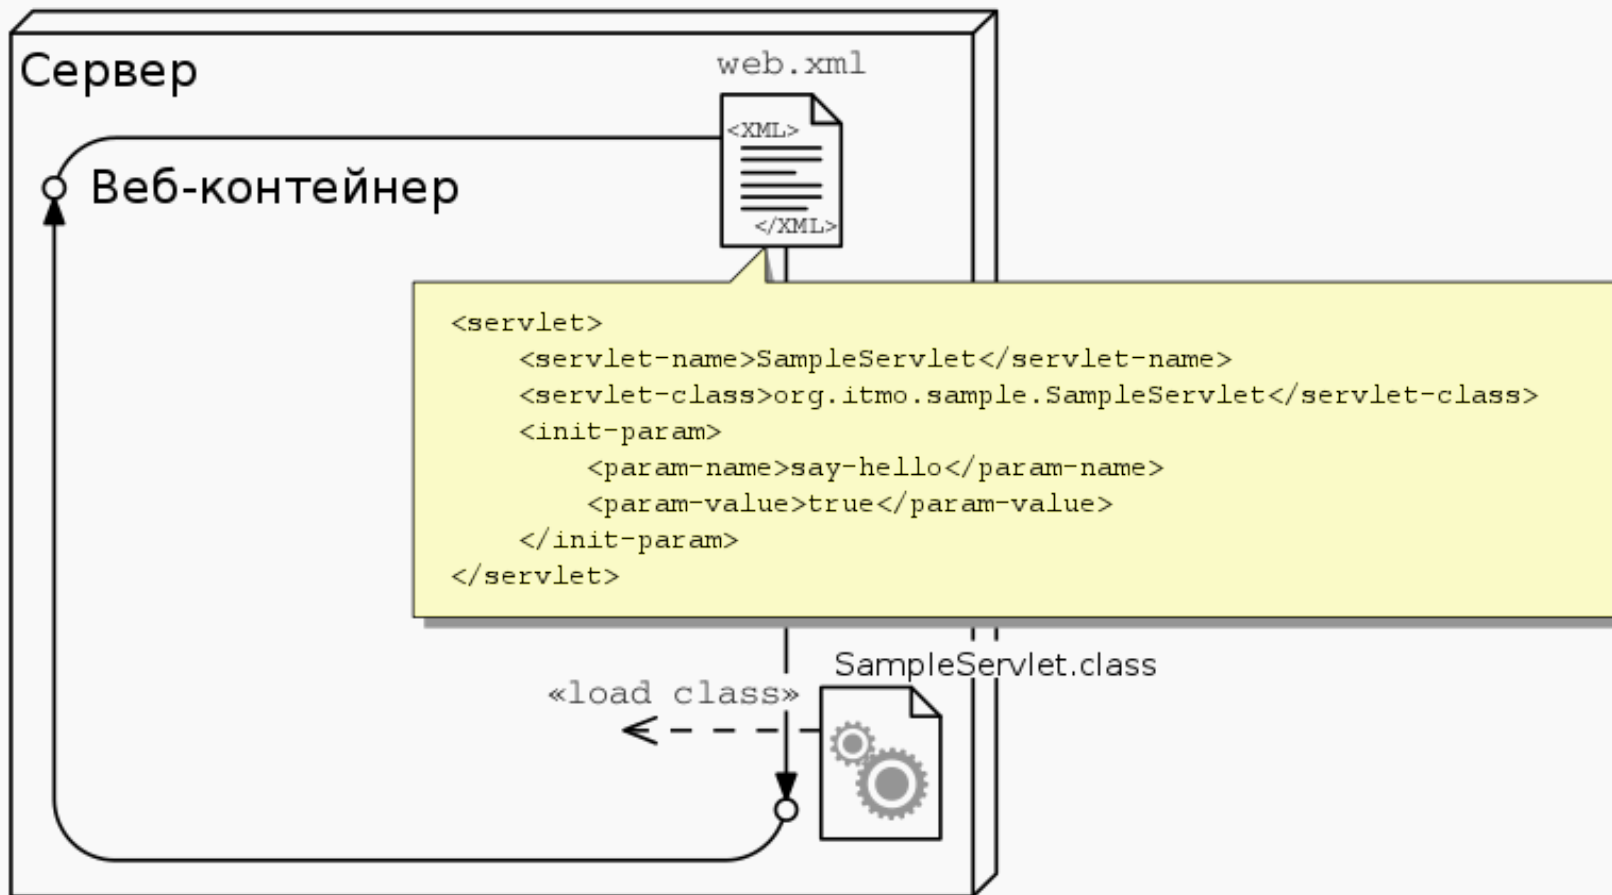 Сервер
web.xml
<XML>
</XML>
Веб-контейнер
<servlet>
<servlet-name>SampleServlet</servlet-name>
<servlet-class>org.itmo.sample.SampleServlet</servlet-class>
<init-param>
<param-name>say-hello</param-name>
<param-value>true</param-value>
</init-param>
</servlet>
SampleServlet.class
«load class»